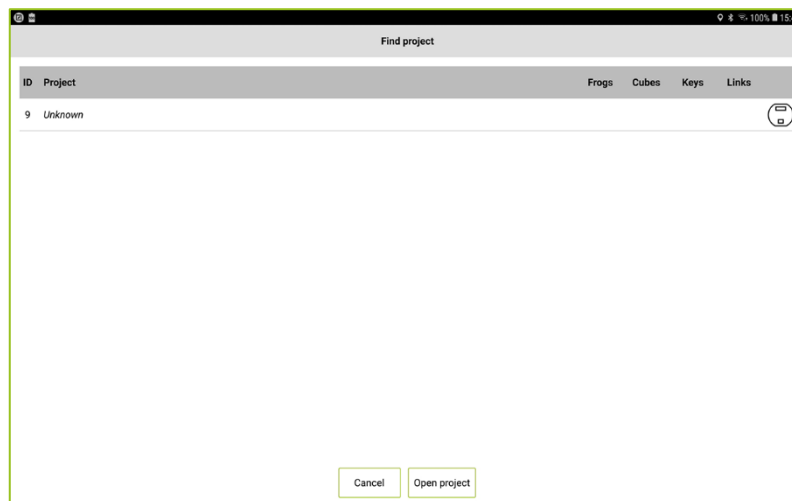 100% 15:
Find project
ID Project Frogs Cubes Keys Links
9 Unknown
Cancel Open project